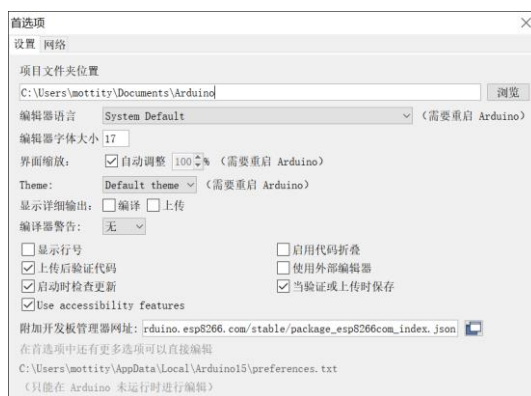 首选项
设置 网络
项目文件夹位置
C:\Users\mottity\Documents\Arduino 浏览
编辑器语言 System Default (需要重启 Arduino)
编辑器字体大小 17
界面缩放: 自动调整 100 % (需要重启 Arduino)
Theme: Default theme (需要重启 Arduino)
显示详细输出: 编译 上传
编译器警告: 无
显示行号 启用代码折叠
上传后验证代码 使用外部编辑器
启动时检查更新 当验证或上传时保存
Use accessibility features
附加开发板管理器网址: rduino.esp8266.com/stable/package_esp8266com_index.json
在首选项中还有更多选项可以直接编辑
C:\Users\mottity\AppData\Local\Arduino15\preferences.txt
(只能在 Arduino 未运行时进行编辑)